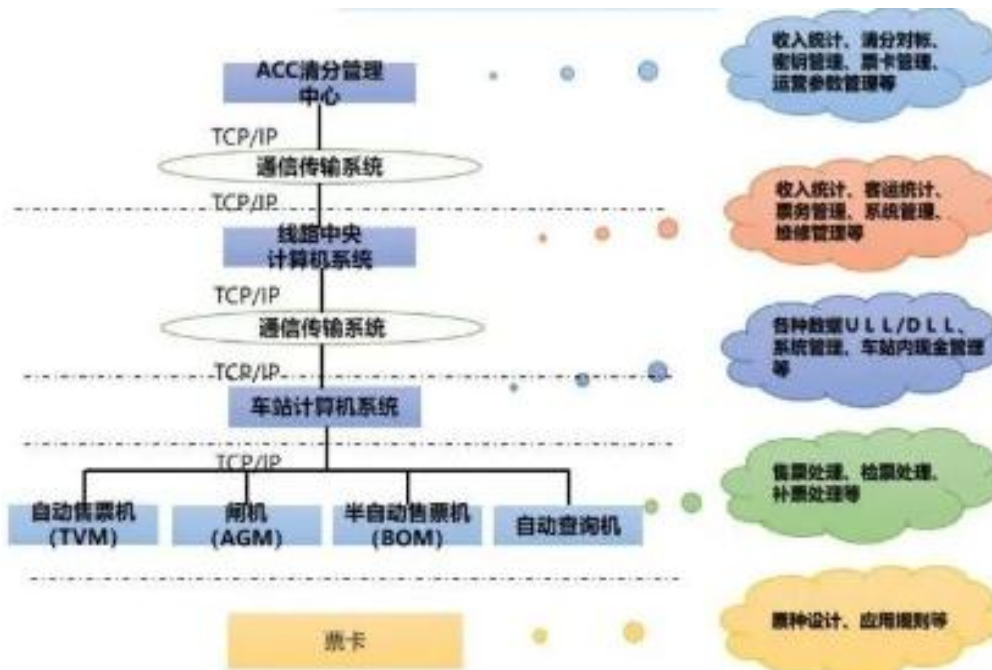 ACC清分管理
中心
收入统计、清分对帐、
密钥管理、票卡管理、
运营参数管理等
TCP/IP
通信传输系统
TCP/IP
收入统计、客运统计、
票务管理、系统管理、
维修管理等
线路中央
计算机系统
TCP/IP
通信传输系统
各种数据ULL/DLL、
系统管理、车站内现金管理
等
TCP/IP
车站计算机系统
TCP/IP
售票处理、检票处理、
补票处理等
自动售票机
(TVM)
闸机
(AGM)
半自动售票机
(BOM)
自动查询机
票卡
票种设计、应用规则等